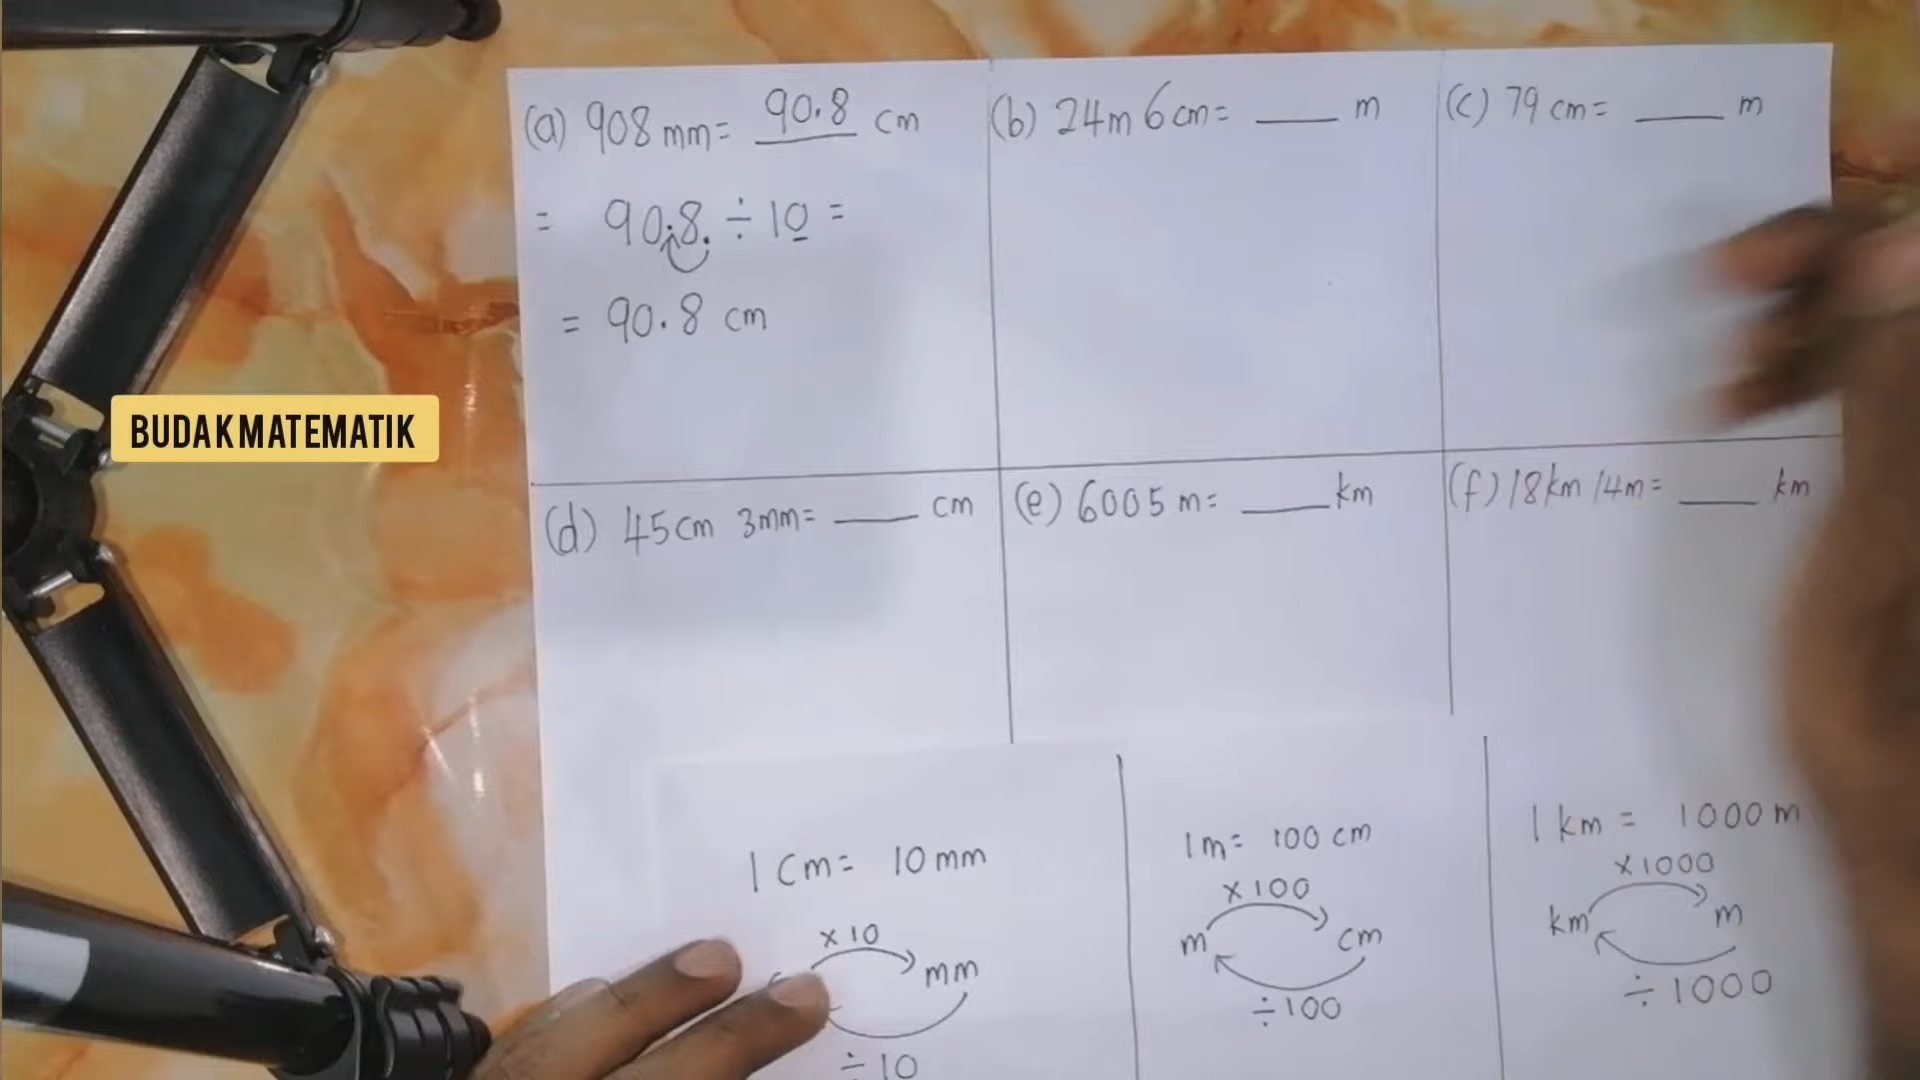 (a) 908 mm = 90.8 cm
= 90.8. ÷ 10 =
= 90.8 cm
(b) 24m 6cm = ____ m
(c) 79 cm = ____ m
BUDAK MATEMATIK
(d) 45cm 3mm = ____ cm
(e) 6005 m = ____ km
(f) 18km 14m = ____ km
1 cm = 10 mm
x 10
mm
÷ 10
1m = 100 cm
x 100
m cm
÷ 100
1 km = 1000 m
x 1000
km m
÷ 1000